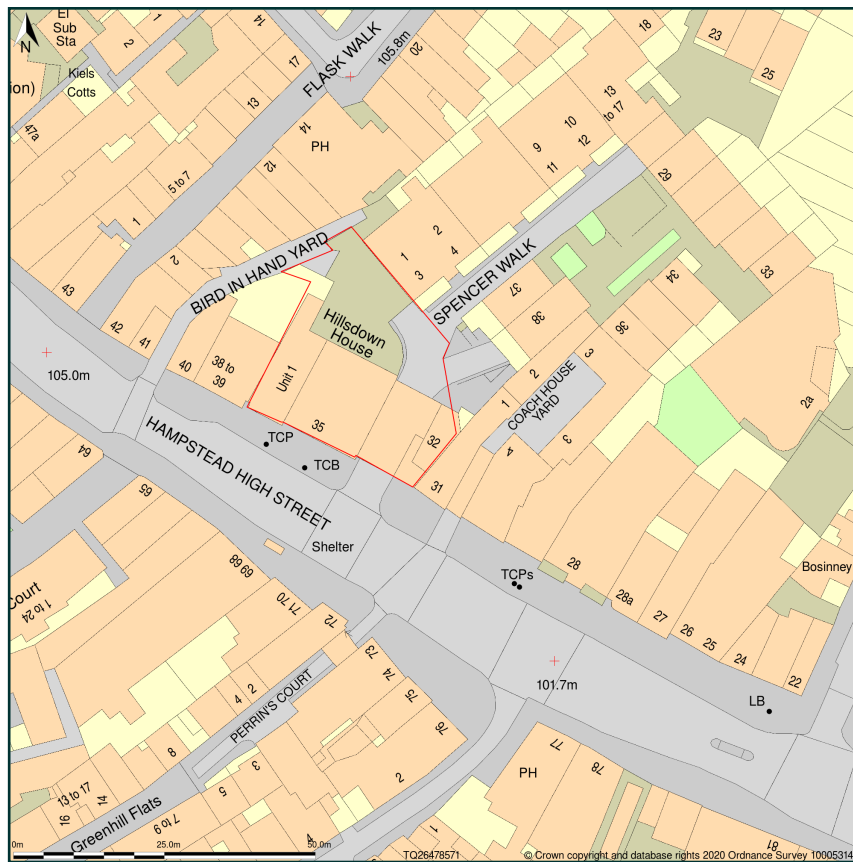 El
Sub
Sta
N
Kiels
Cotts
ion)
47a
1
2
14
17
13
5 to 7
1
FLASK WALK
105.8m
20
18
23
25
14
PH
12
13
to 17
10
9
12
11
29
2
1
4
3
BIRD IN HAND YARD
2
SPENCER WALK
37
38
34
33
36
43
42
41
40
38 to
39
Hillsdown
House
Unit 1
35
32
31
105.0m
TCP
TCB
HAMPSTEAD HIGH STREET
Shelter
1
2
3
COACH HOUSE
YARD
3
4
2a
64
65
68
69
70
71
72
Court
1 to 24
TCPs
28
28a
27
26
25
24
22
Bosinney
101.7m
LB
73
74
75
76
4
2
PERRIN'S COURT
8
3
5
2
13 to 17
14
16
Greenhill Flats
7 to 9
4
1
77
PH
78
81
0m
25.0m
50.0m
TQ26478571
© Crown copyright and database rights 2020 Ordnance Survey 10005314